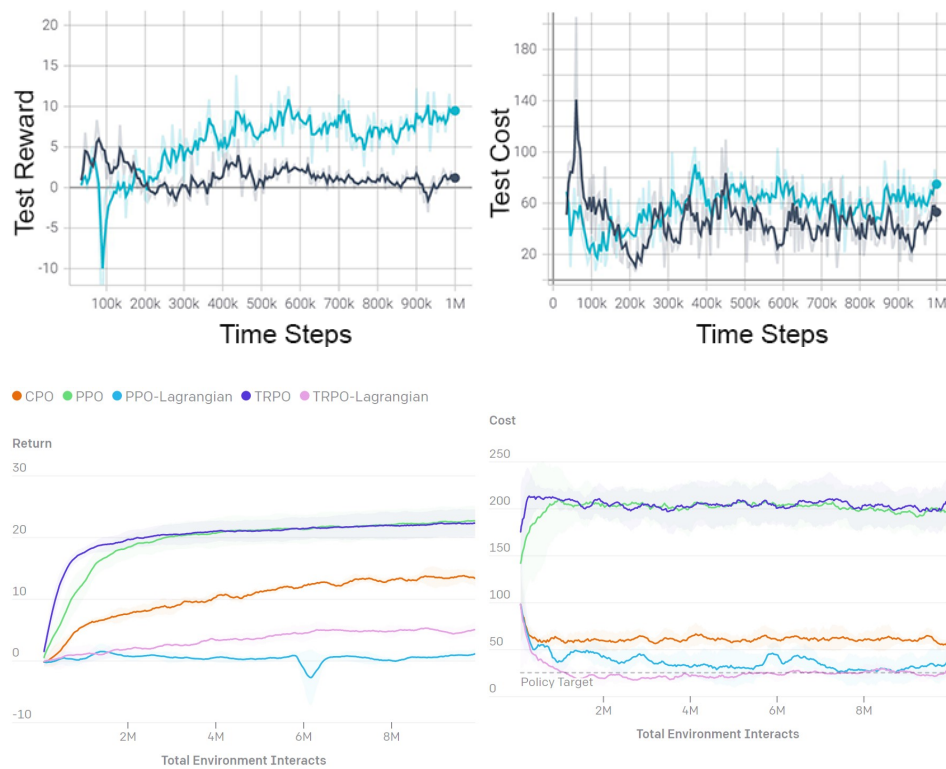 Test Reward
20
15
10
5
0
-5
-10
100k 200k 300k 400k 500k 600k 700k 800k 900k 1M
Time Steps
Test Cost
180
140
100
60
20
0 100k 200k 300k 400k 500k 600k 700k 800k 900k 1M
Time Steps
CPO PPO PPO-Lagrangian TRPO TRPO-Lagrangian
Return
30
20
10
0
-10
2M 4M 6M 8M
Total Environment Interacts
Cost
250
200
150
100
50
Policy Target
0
2M 4M 6M 8M
Total Environment Interacts